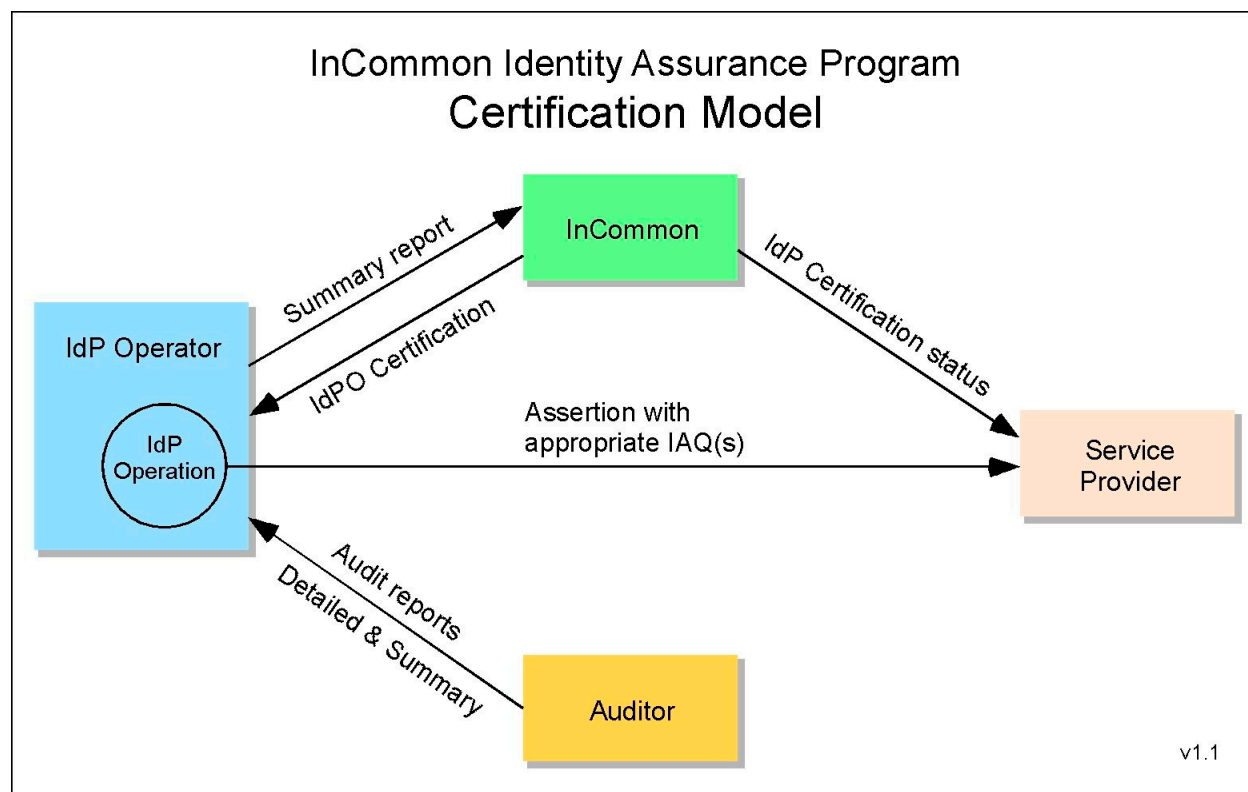 InCommon Identity Assurance Program
Certification Model
InCommon
Summary report
IdPO Certification
IdP Certification status
IdP Operator
IdP
Operation
Assertion with
appropriate IAQ(s)
Service
Provider
Audit reports
Detailed & Summary
Auditor
v1.1